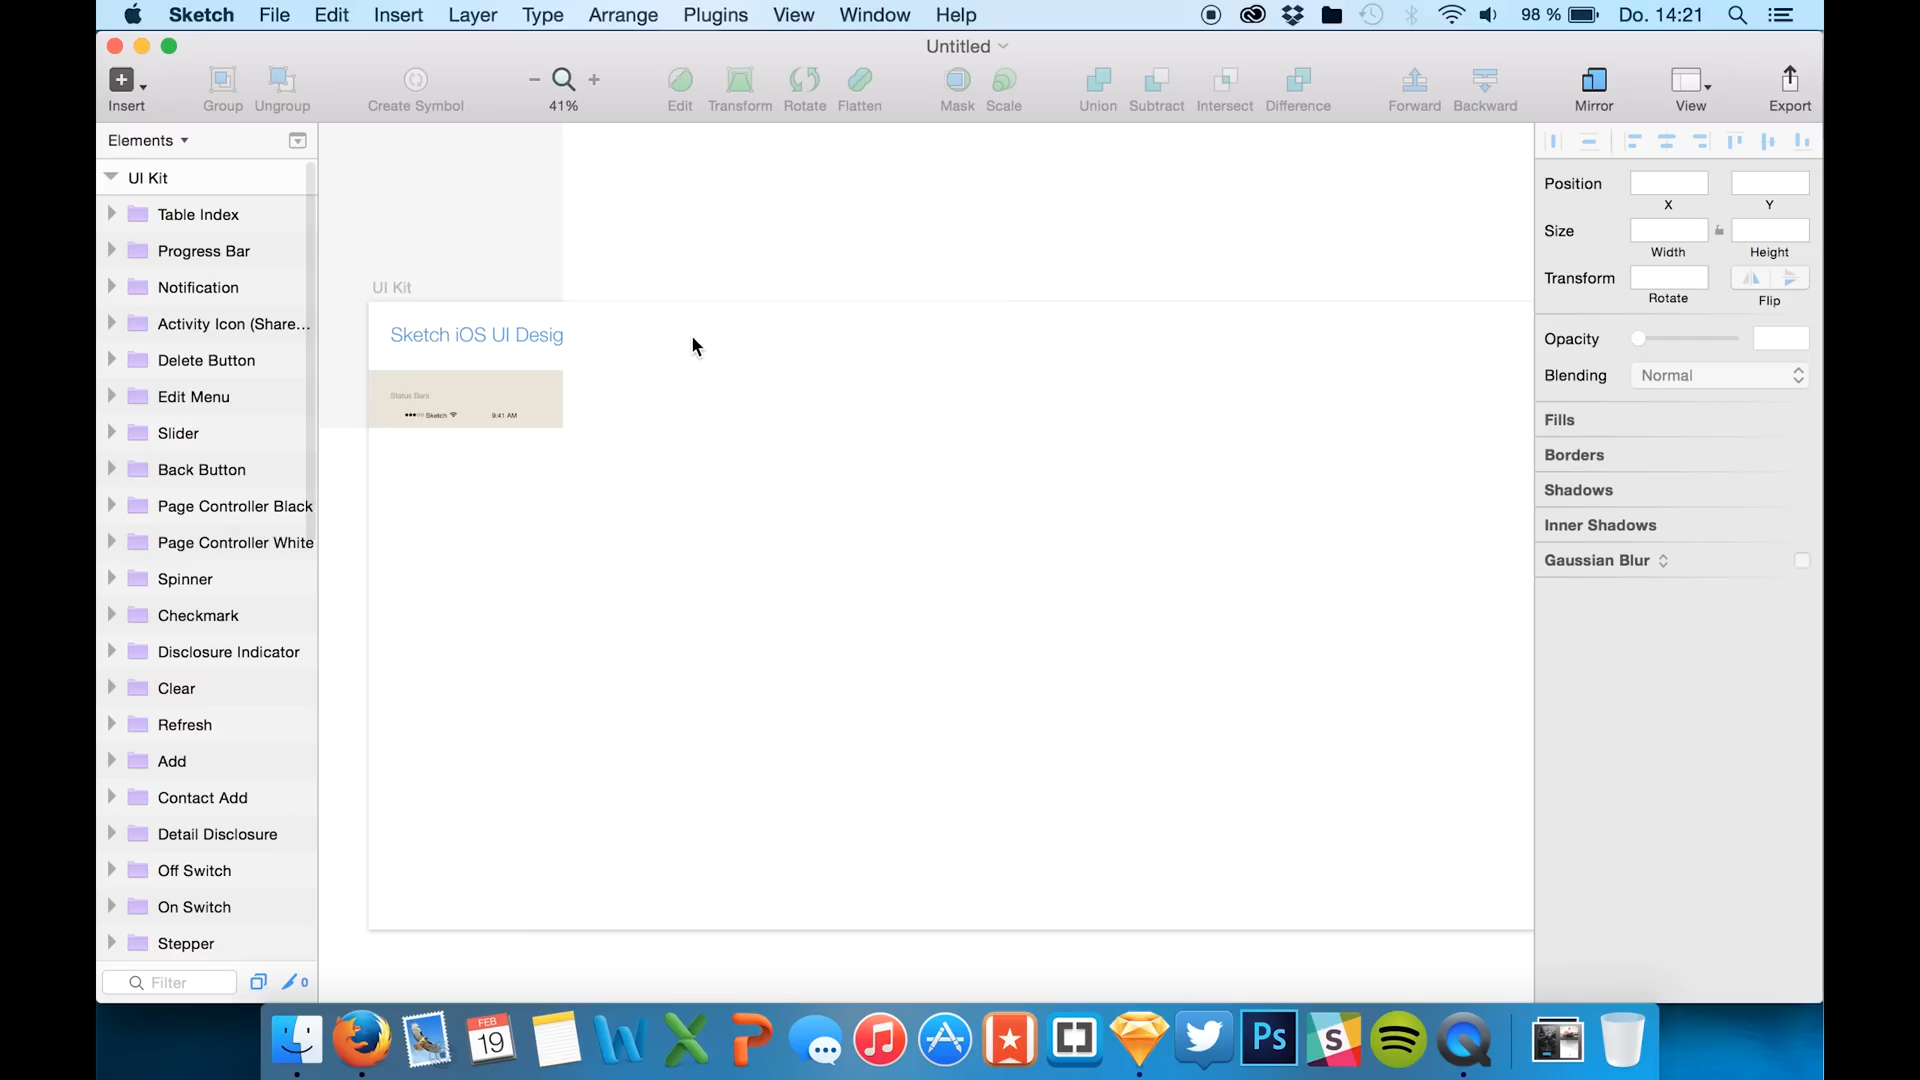 Sketch File Edit Insert Layer Type Arrange Plugins View Window Help 98 % Do. 14:21
Untitled
Insert Group Ungroup Create Symbol 41% Edit Transform Rotate Flatten Mask Scale Union Subtract Intersect Difference Forward Backward Mirror View Export
Elements
UI Kit
Table Index
Progress Bar
Notification
Activity Icon (Share...
Delete Button
Edit Menu
Slider
Back Button
Page Controller Black
Page Controller White
Spinner
Checkmark
Disclosure Indicator
Clear
Refresh
Add
Contact Add
Detail Disclosure
Off Switch
On Switch
Stepper
Filter 0
UI Kit
Sketch iOS UI Desig
Status Bars
Sketch 9:41 AM
Position
X Y
Size
Width Height
Transform
Rotate Flip
Opacity
Blending Normal
Fills
Borders
Shadows
Inner Shadows
Gaussian Blur
FEB
19
Ps